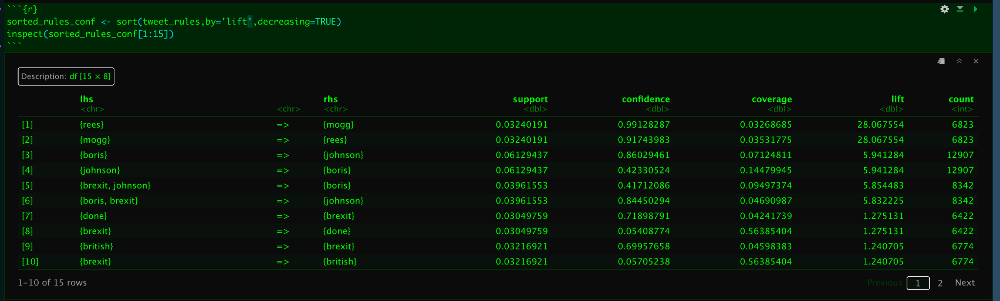 ```{r}
sorted_rules_conf <- sort(tweet_rules,by='lift',decreasing=TRUE)
inspect(sorted_rules_conf[1:15])
```
Description: df [15 × 8]
lhs rhs support confidence coverage lift count
<chr> <chr> <chr> <dbl> <dbl> <dbl> <dbl> <int>
[1] {rees} => {mogg} 0.03240191 0.99128287 0.03268685 28.067554 6823
[2] {mogg} => {rees} 0.03240191 0.91743983 0.03531775 28.067554 6823
[3] {boris} => {johnson} 0.06129437 0.86029461 0.07124811 5.941284 12907
[4] {johnson} => {boris} 0.06129437 0.42330524 0.14479945 5.941284 12907
[5] {brexit, johnson} => {boris} 0.03961553 0.41712086 0.09497374 5.854483 8342
[6] {boris, brexit} => {johnson} 0.03961553 0.84450294 0.04690987 5.832225 8342
[7] {done} => {brexit} 0.03049759 0.71898791 0.04241739 1.275131 6422
[8] {brexit} => {done} 0.03049759 0.05408774 0.56385404 1.275131 6422
[9] {british} => {brexit} 0.03216921 0.69957658 0.04598383 1.240705 6774
[10] {brexit} => {british} 0.03216921 0.05705238 0.56385404 1.240705 6774
1-10 of 15 rows Previous 1 2 Next